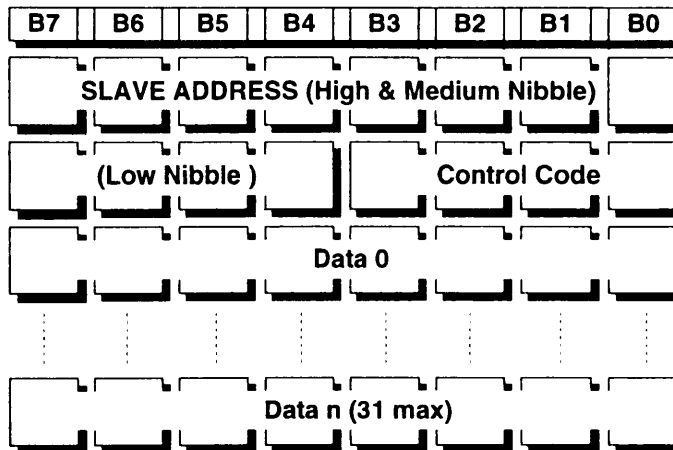 B7 B6 B5 B4 B3 B2 B1 B0
SLAVE ADDRESS (High & Medium Nibble)
(Low Nibble ) Control Code
Data 0
Data n (31 max)